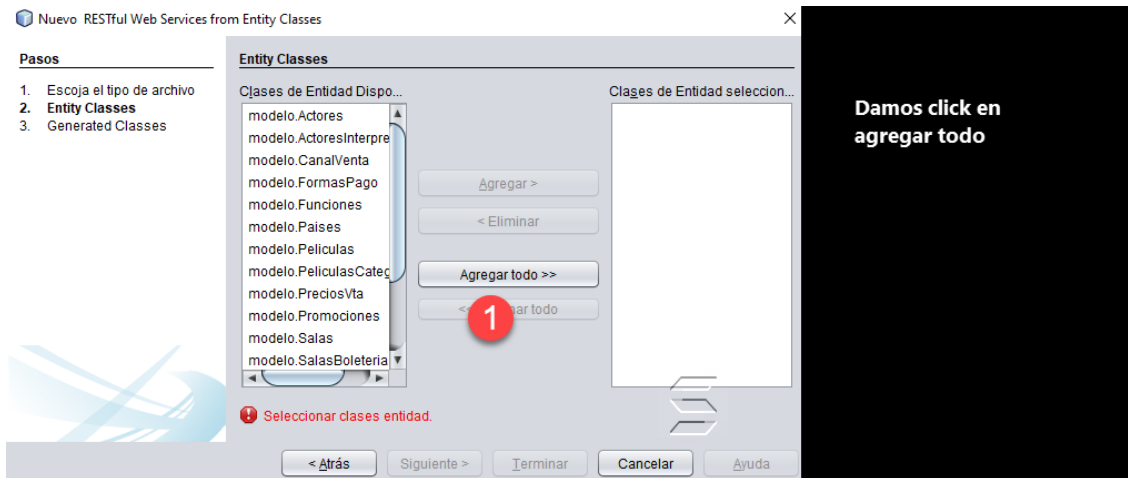 Nuevo RESTful Web Services from Entity Classes
Pasos
1. Escoja el tipo de archivo
2. Entity Classes
3. Generated Classes
Entity Classes
Clases de Entidad Dispo...
modelo.Actores
modelo.ActoresInterpre
modelo.CanalVenta
modelo.FormasPago
modelo.Funciones
modelo.Paises
modelo.Peliculas
modelo.PeliculasCateg
modelo.PreciosVta
modelo.Promociones
modelo.Salas
modelo.SalasBoleteria
Agregar >
< Eliminar
Agregar todo >>
<< nar todo
1
Clases de Entidad seleccion...
Seleccionar clases entidad.
< Atrás
Siguiente >
Terminar
Cancelar
Ayuda
Damos click en
agregar todo